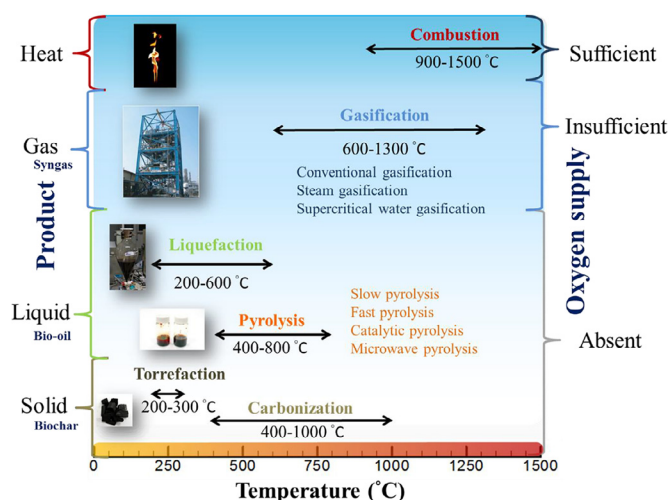 Heat
Combustion
900-1500 °C
Sufficient
Gas
Syngas
Gasification
600-1300 °C
Conventional gasification
Steam gasification
Supercritical water gasification
Insufficient
Product
Oxygen supply
Liquefaction
200-600 °C
Liquid
Bio-oil
Pyrolysis
400-800 °C
Slow pyrolysis
Fast pyrolysis
Catalytic pyrolysis
Microwave pyrolysis
Absent
Solid
Biochar
Torrefaction
200-300 °C
Carbonization
400-1000 °C
0 250 500 750 1000 1250 1500
Temperature (°C)